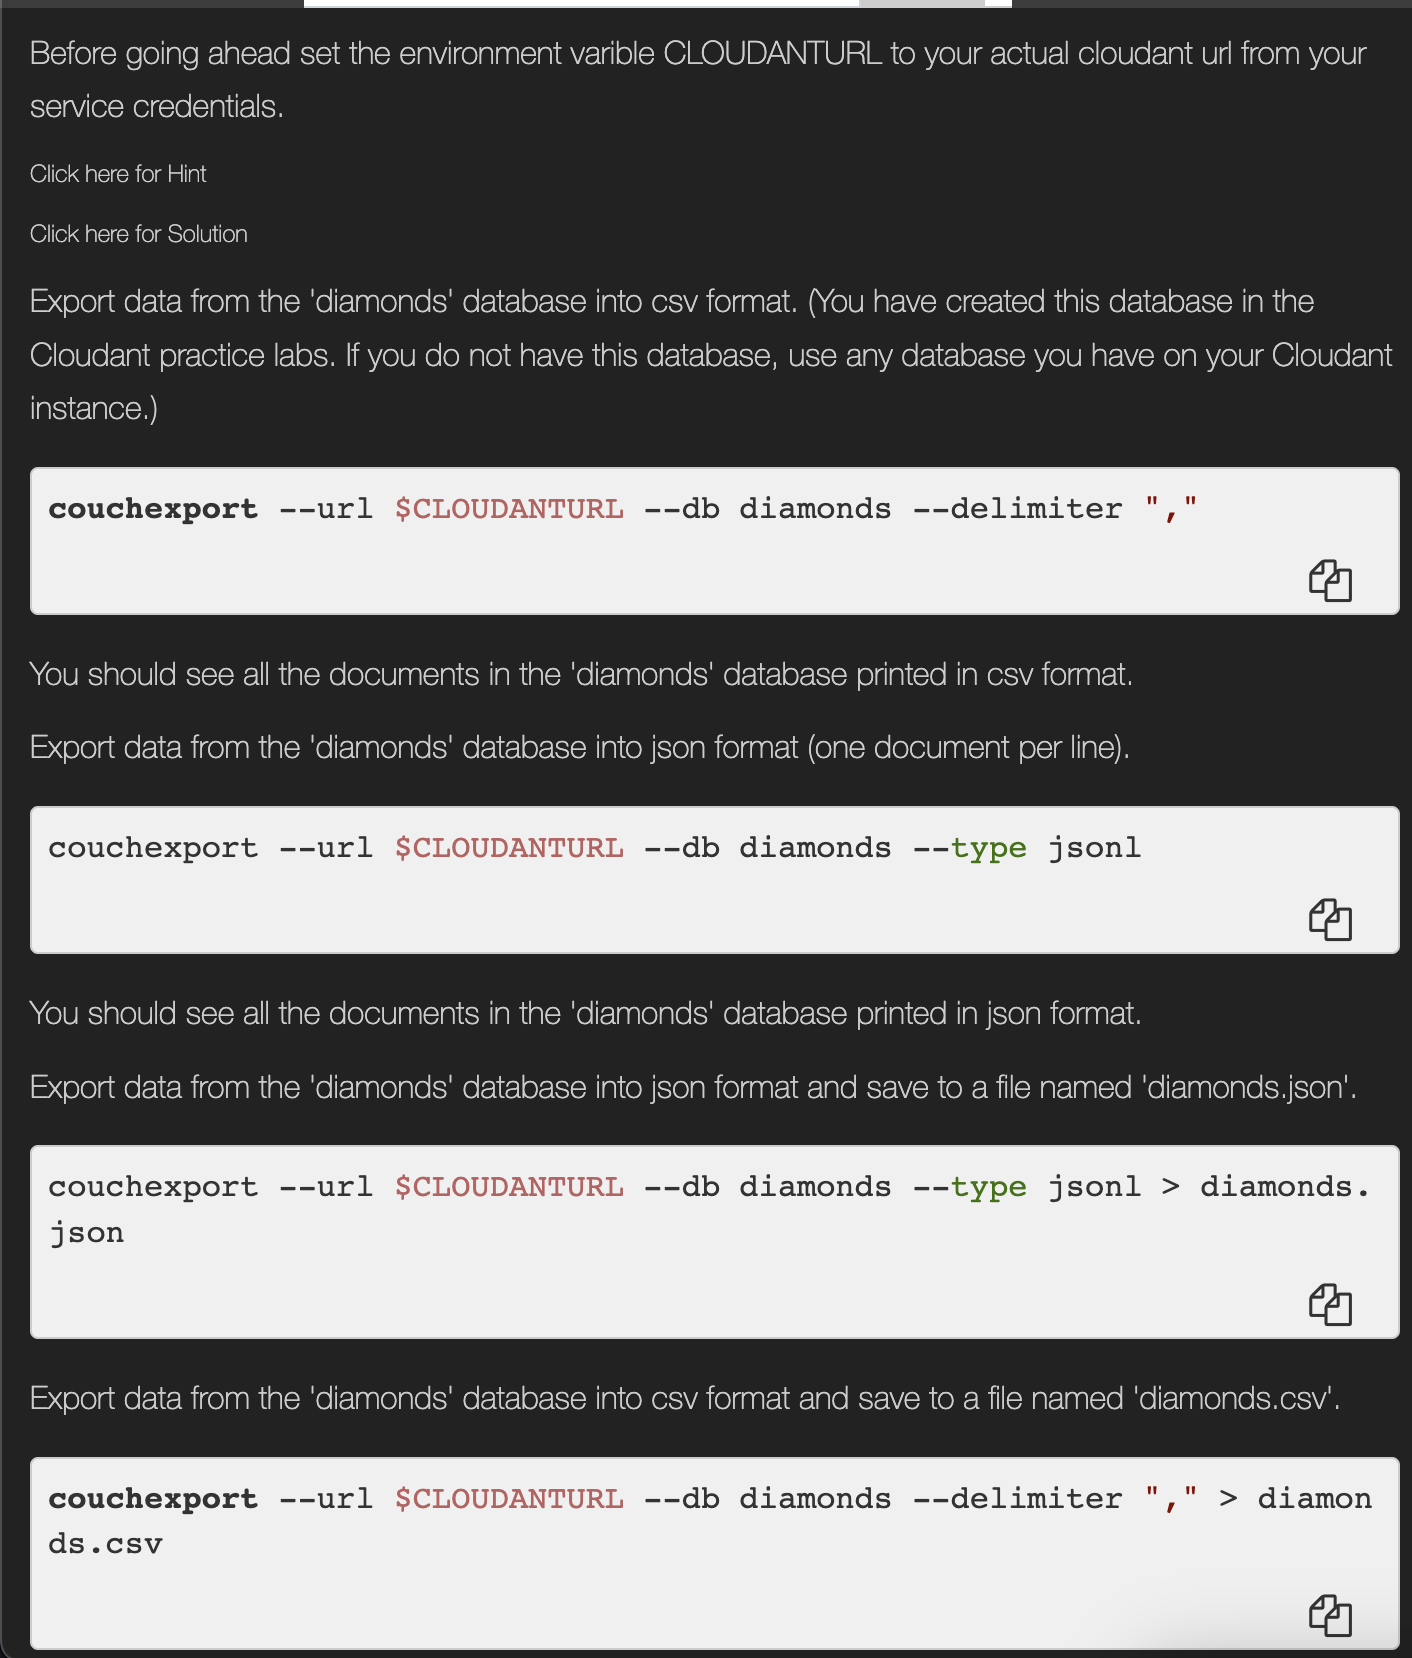 Before going ahead set the environment varible CLOUDANTURL to your actual cloudant url from your
service credentials.
Click here for Hint
Click here for Solution
Export data from the 'diamonds' database into csv format. (You have created this database in the
Cloudant practice labs. If you do not have this database, use any database you have on your Cloudant
instance.)
couchexport --url $CLOUDANTURL --db diamonds --delimiter ","
You should see all the documents in the 'diamonds' database printed in csv format.
Export data from the 'diamonds' database into json format (one document per line).
couchexport --url $CLOUDANTURL --db diamonds --type jsonl
You should see all the documents in the 'diamonds' database printed in json format.
Export data from the 'diamonds' database into json format and save to a file named 'diamonds.json'.
couchexport --url $CLOUDANTURL --db diamonds --type jsonl > diamonds.
json
Export data from the 'diamonds' database into csv format and save to a file named 'diamonds.csv'.
couchexport --url $CLOUDANTURL --db diamonds --delimiter "," > diamon
ds.csv